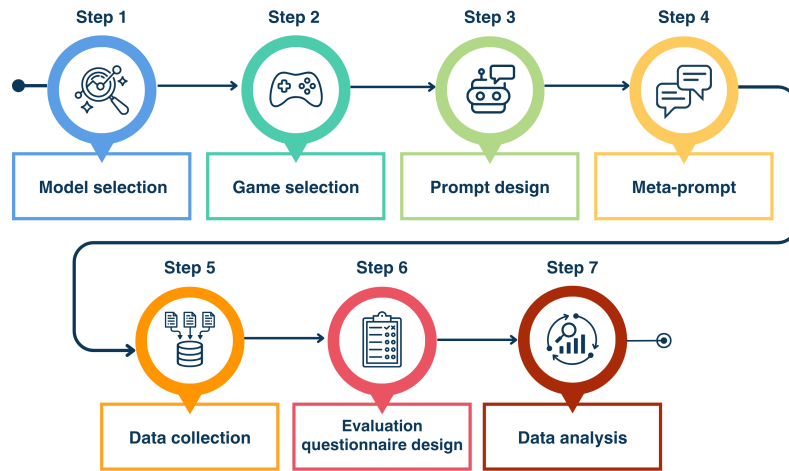 Step 1
Step 2
Step 3
Step 4
Model selection
Game selection
Prompt design
Meta-prompt
Step 5
Step 6
Step 7
Data collection
Evaluation
questionnaire design
Data analysis